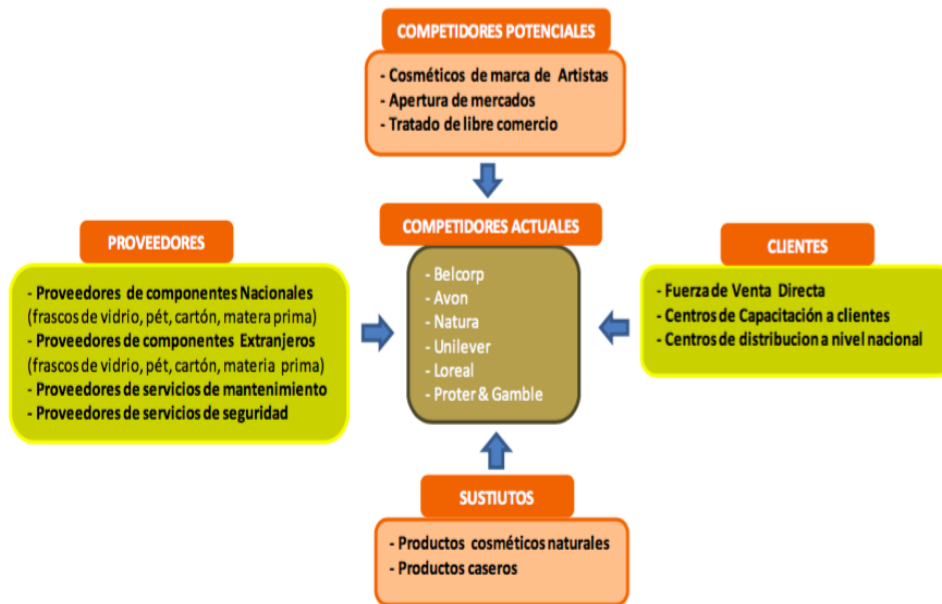 COMPETIDORES POTENCIALES
- Cosméticos de marca de Artistas
- Apertura de mercados
- Tratado de libre comercio
PROVEEDORES
- Proveedores de componentes Nacionales
(frascos de vidrio, pét, cartón, matera prima)
- Proveedores de componentes Extranjeros
(frascos de vidrio, pét, cartón, materia prima)
- Proveedores de servicios de mantenimiento
- Proveedores de servicios de seguridad
COMPETIDORES ACTUALES
- Belcorp
- Avon
- Natura
- Unilever
- Loreal
- Proter & Gamble
CLIENTES
- Fuerza de Venta Directa
- Centros de Capacitación a clientes
- Centros de distribucion a nivel nacional
SUSTIUTOS
- Productos cosméticos naturales
- Productos caseros